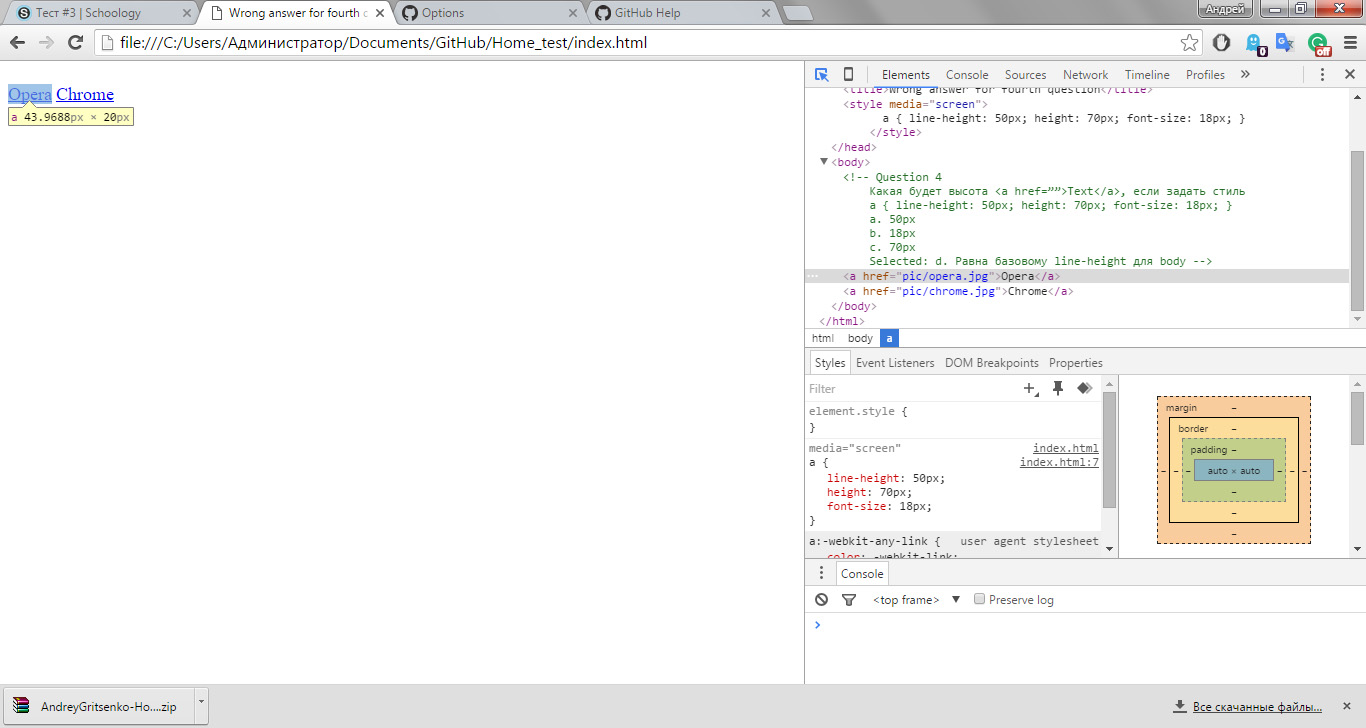 Тест #3 | Schoology
Wrong answer for fourth q
Options
GitHub Help
Андрей
file:///C:/Users/Администратор/Documents/GitHub/Home_test/index.html
0
off
Opera Chrome
a 43.9688px × 20px
Elements Console Sources Network Timeline Profiles »
<title>Wrong answer for fourth question</title>
<style media="screen">
a { line-height: 50px; height: 70px; font-size: 18px; }
</style>
</head>
<body>
<!-- Question 4
Какая будет высота <a href=””>Text</a>, если задать стиль
a { line-height: 50px; height: 70px; font-size: 18px; }
a. 50px
b. 18px
c. 70px
Selected: d. Равна базовому line-height для body -->
<a href="pic/opera.jpg">Opera</a>
<a href="pic/chrome.jpg">Chrome</a>
</body>
</html>
html body a
Styles Event Listeners DOM Breakpoints Properties
Filter
element.style {
}
media="screen" index.html
a { index.html:7
line-height: 50px;
height: 70px;
font-size: 18px;
}
a:-webkit-any-link { user agent stylesheet
color: -webkit-link;
margin –
border –
padding –
– – – auto × auto – – –
–
–
–
Console
<top frame> ▼ Preserve log
AndreyGritsenko-Ho....zip
Все скачанные файлы...